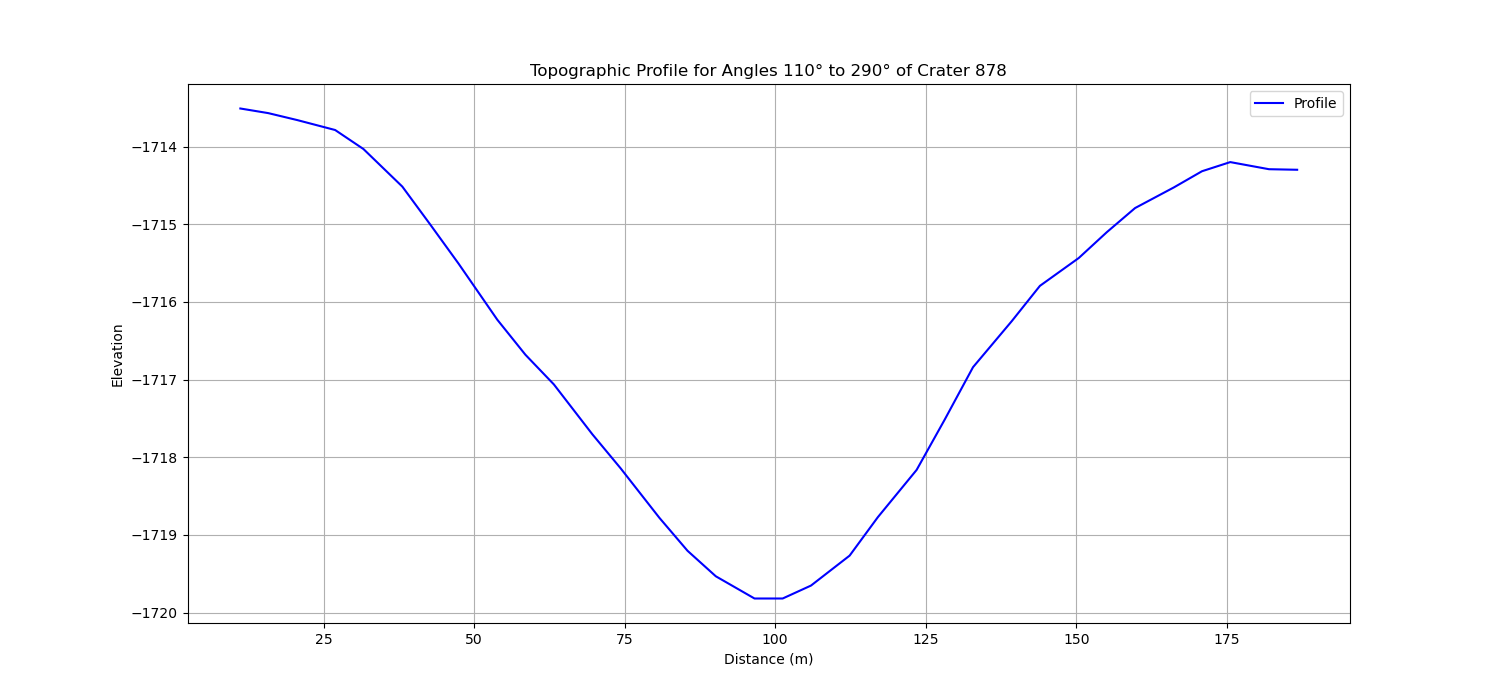 Topographic Profile for Angles 110° to 290° of Crater 878
Profile
−1714
−1715
−1716
−1717
−1718
−1719
−1720
Elevation
25 50 75 100 125 150 175
Distance (m)